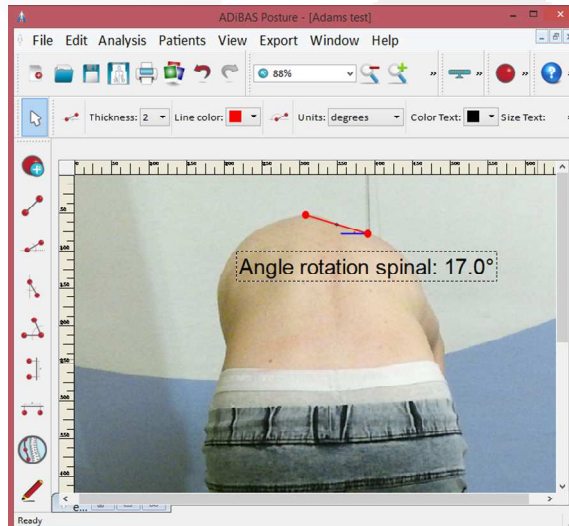 ADiBAS Posture - [Adams test]
File Edit Analysis Patients View Export Window Help
88%
Thickness: 2 Line color: Units: degrees Color Text: Size Text:
Angle rotation spinal: 17.0°
Ready